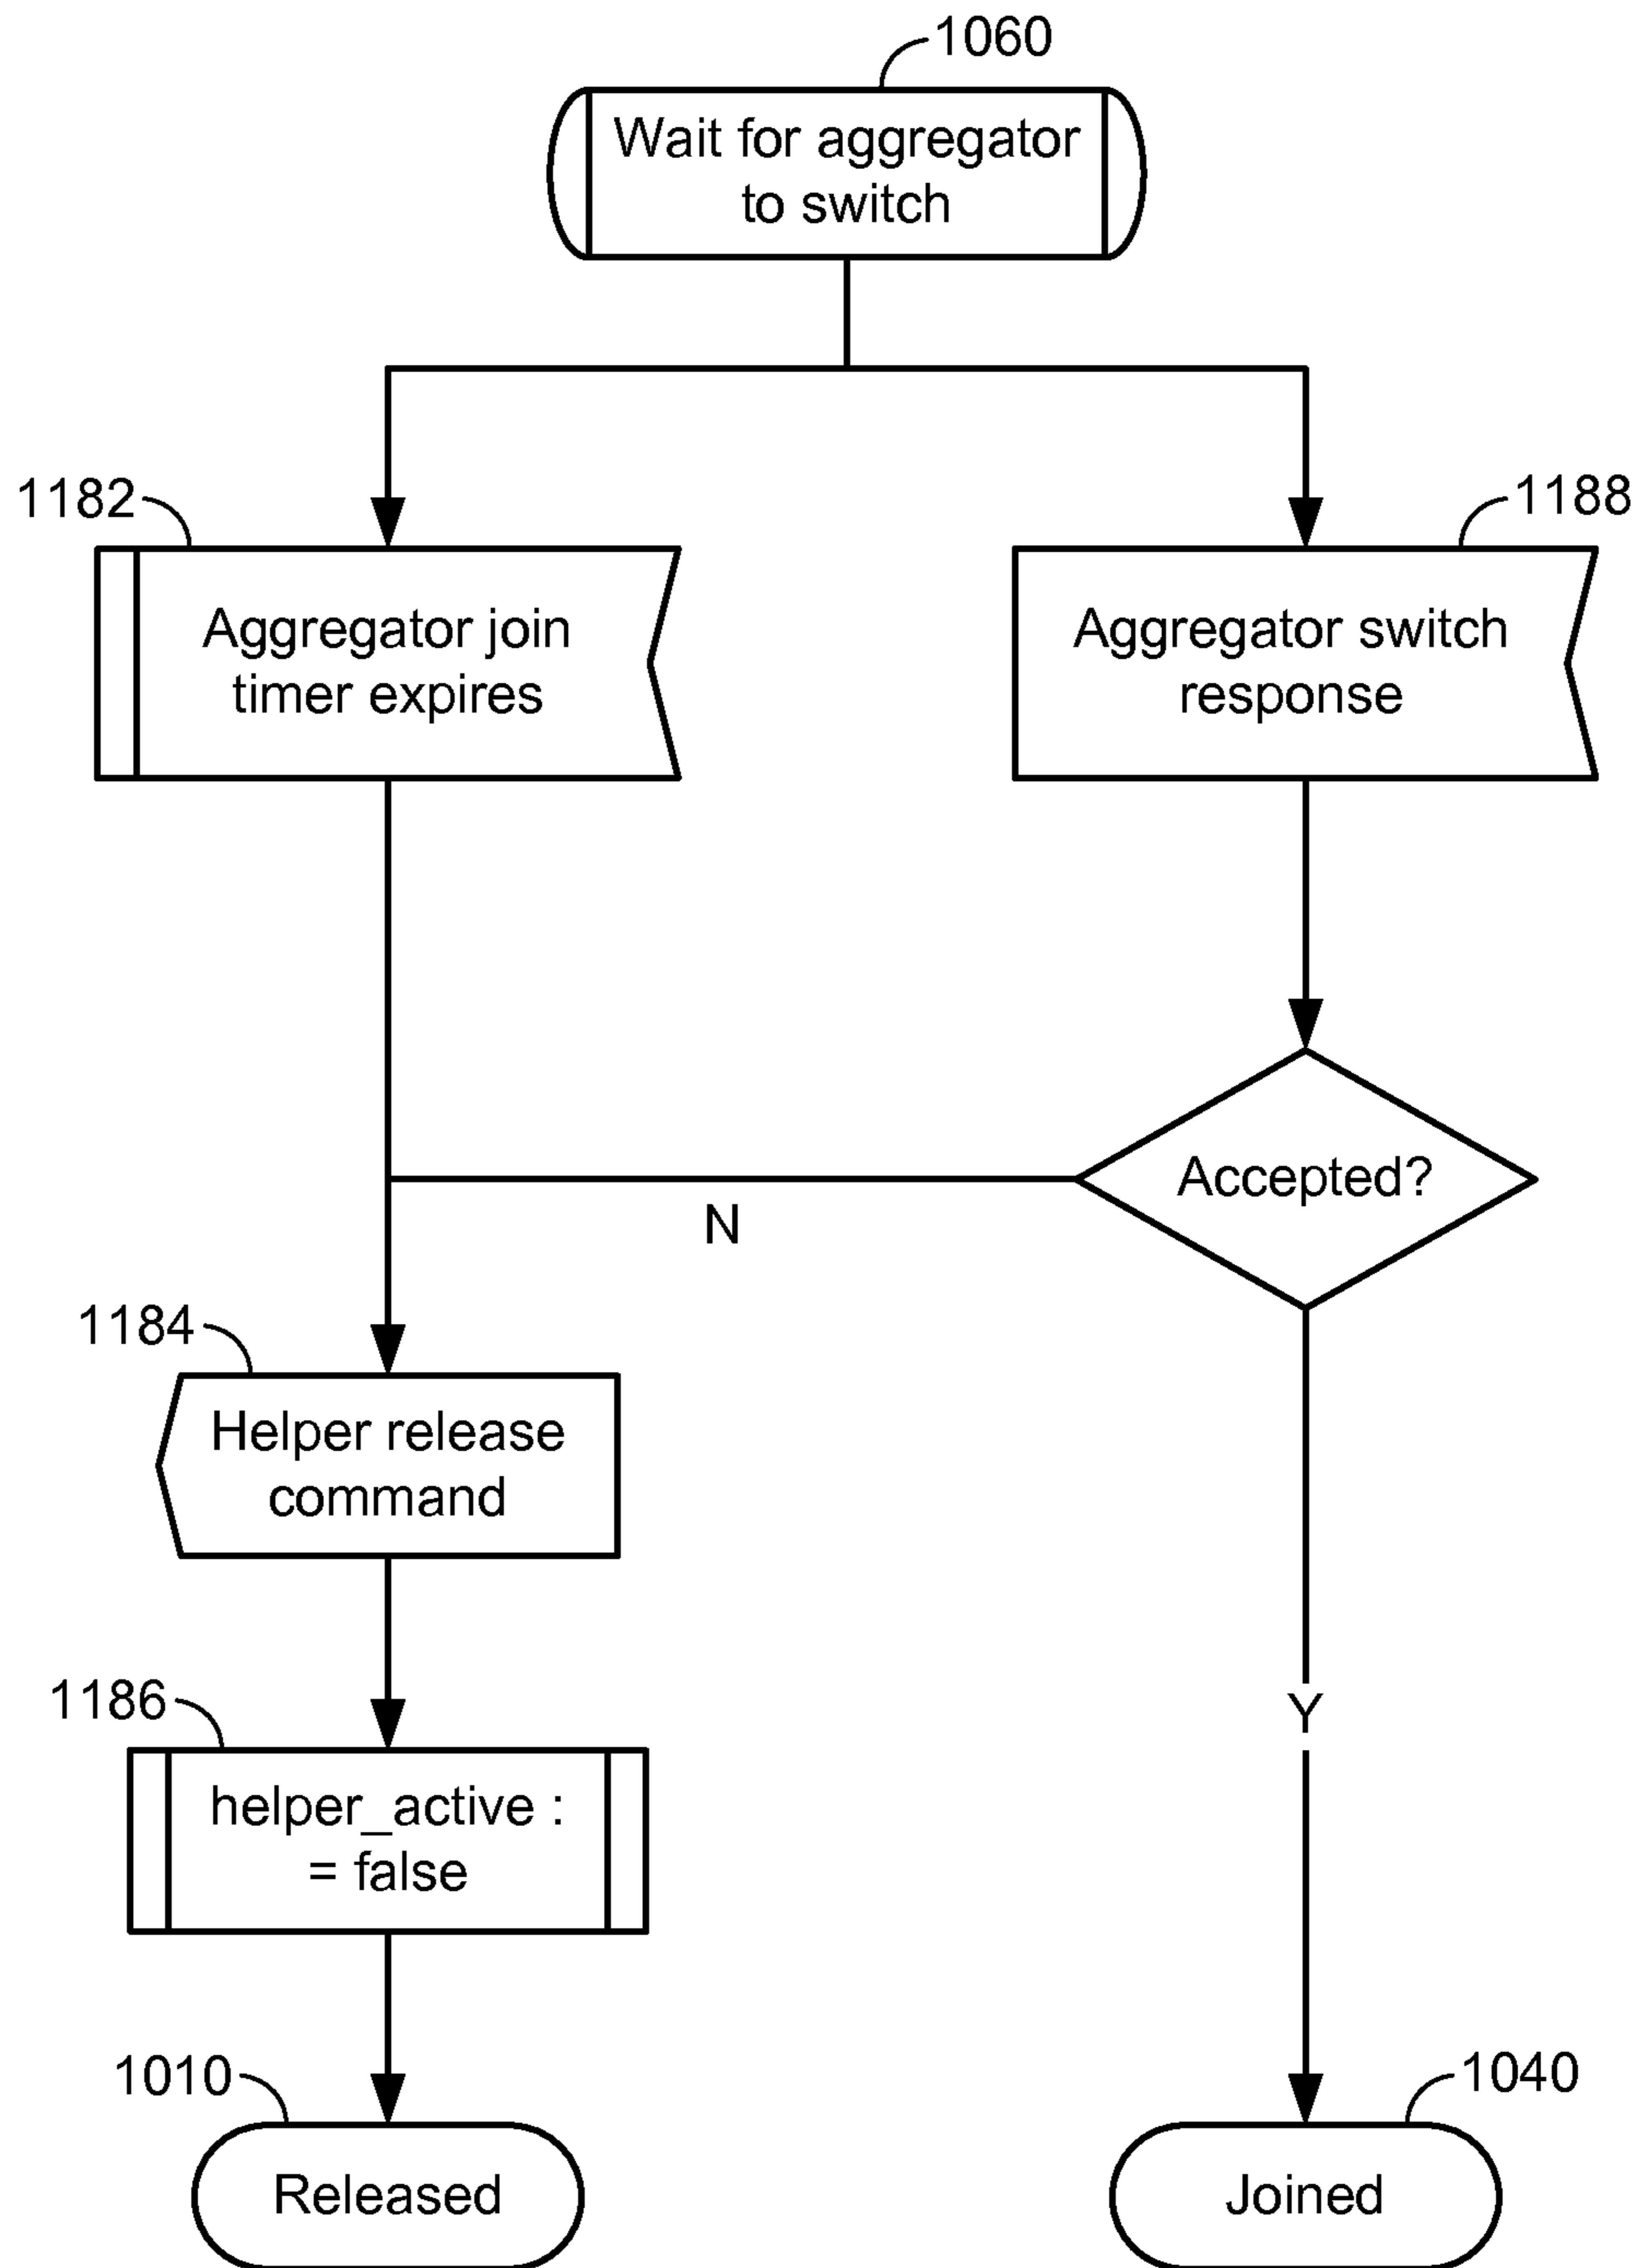 1060
Wait for aggregator
to switch
1182
1188
Aggregator join
timer expires
Aggregator switch
response
Accepted?
N
1184
Helper release
command
1186
Y
helper_active :
= false
1010
1040
Released
Joined